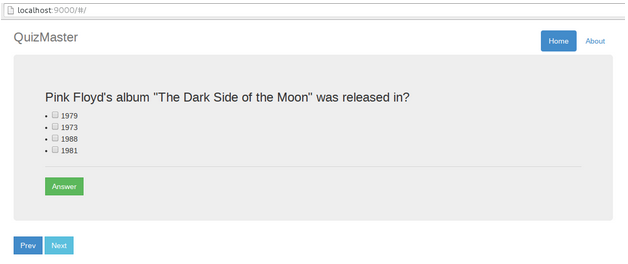 localhost:9000/#/
QuizMaster Home About
Pink Floyd's album "The Dark Side of the Moon" was released in?
1979
1973
1988
1981
Answer
Prev Next